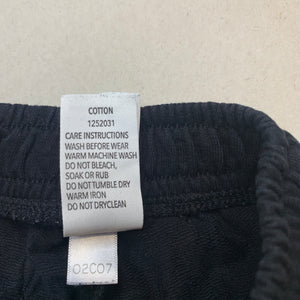 COTTON
1252031
CARE INSTRUCTIONS
WASH BEFORE WEAR
WARM MACHINE WASH
DO NOT BLEACH,
SOAK OR RUB
DO NOT TUMBLE DRY
WARM IRON
DO NOT DRYCLEAN
02C07